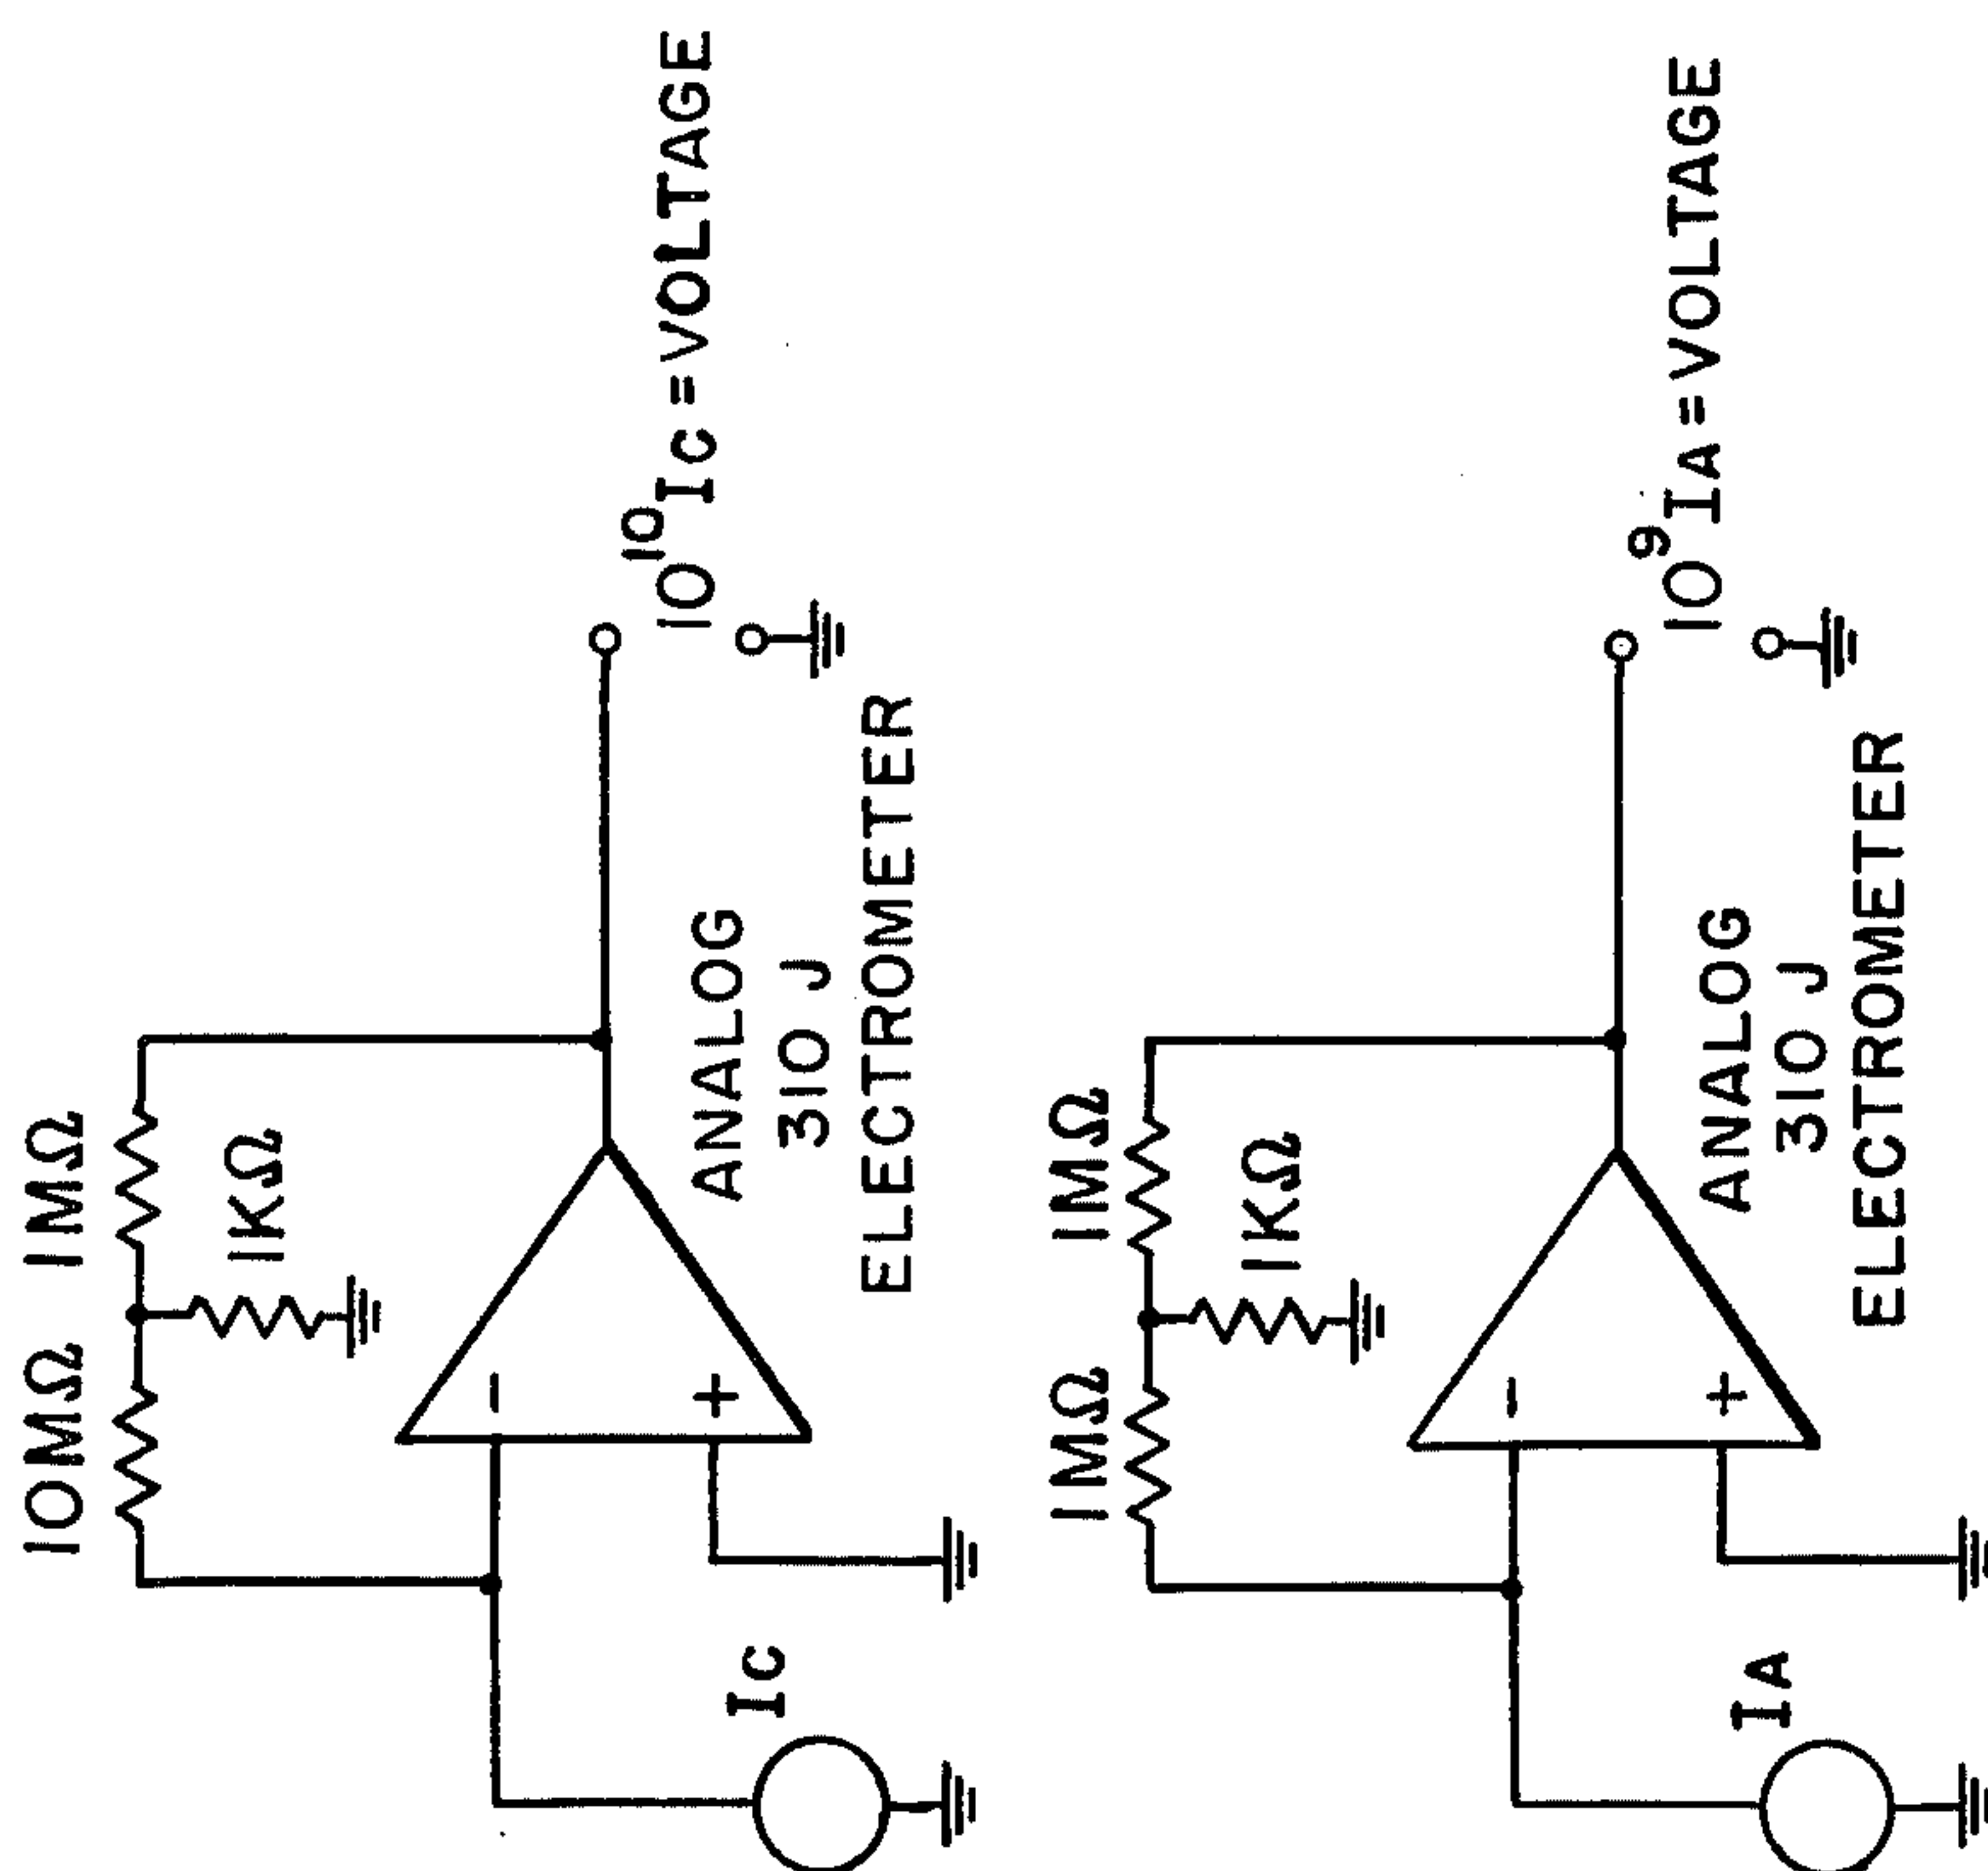 10MΩ 1MΩ
1KΩ
−
+
ANALOG
310 J
ELECTROMETER
IC
10¹⁰IC=VOLTAGE
1MΩ 1MΩ
1KΩ
−
+
ANALOG
310 J
ELECTROMETER
IA
10⁹IA=VOLTAGE